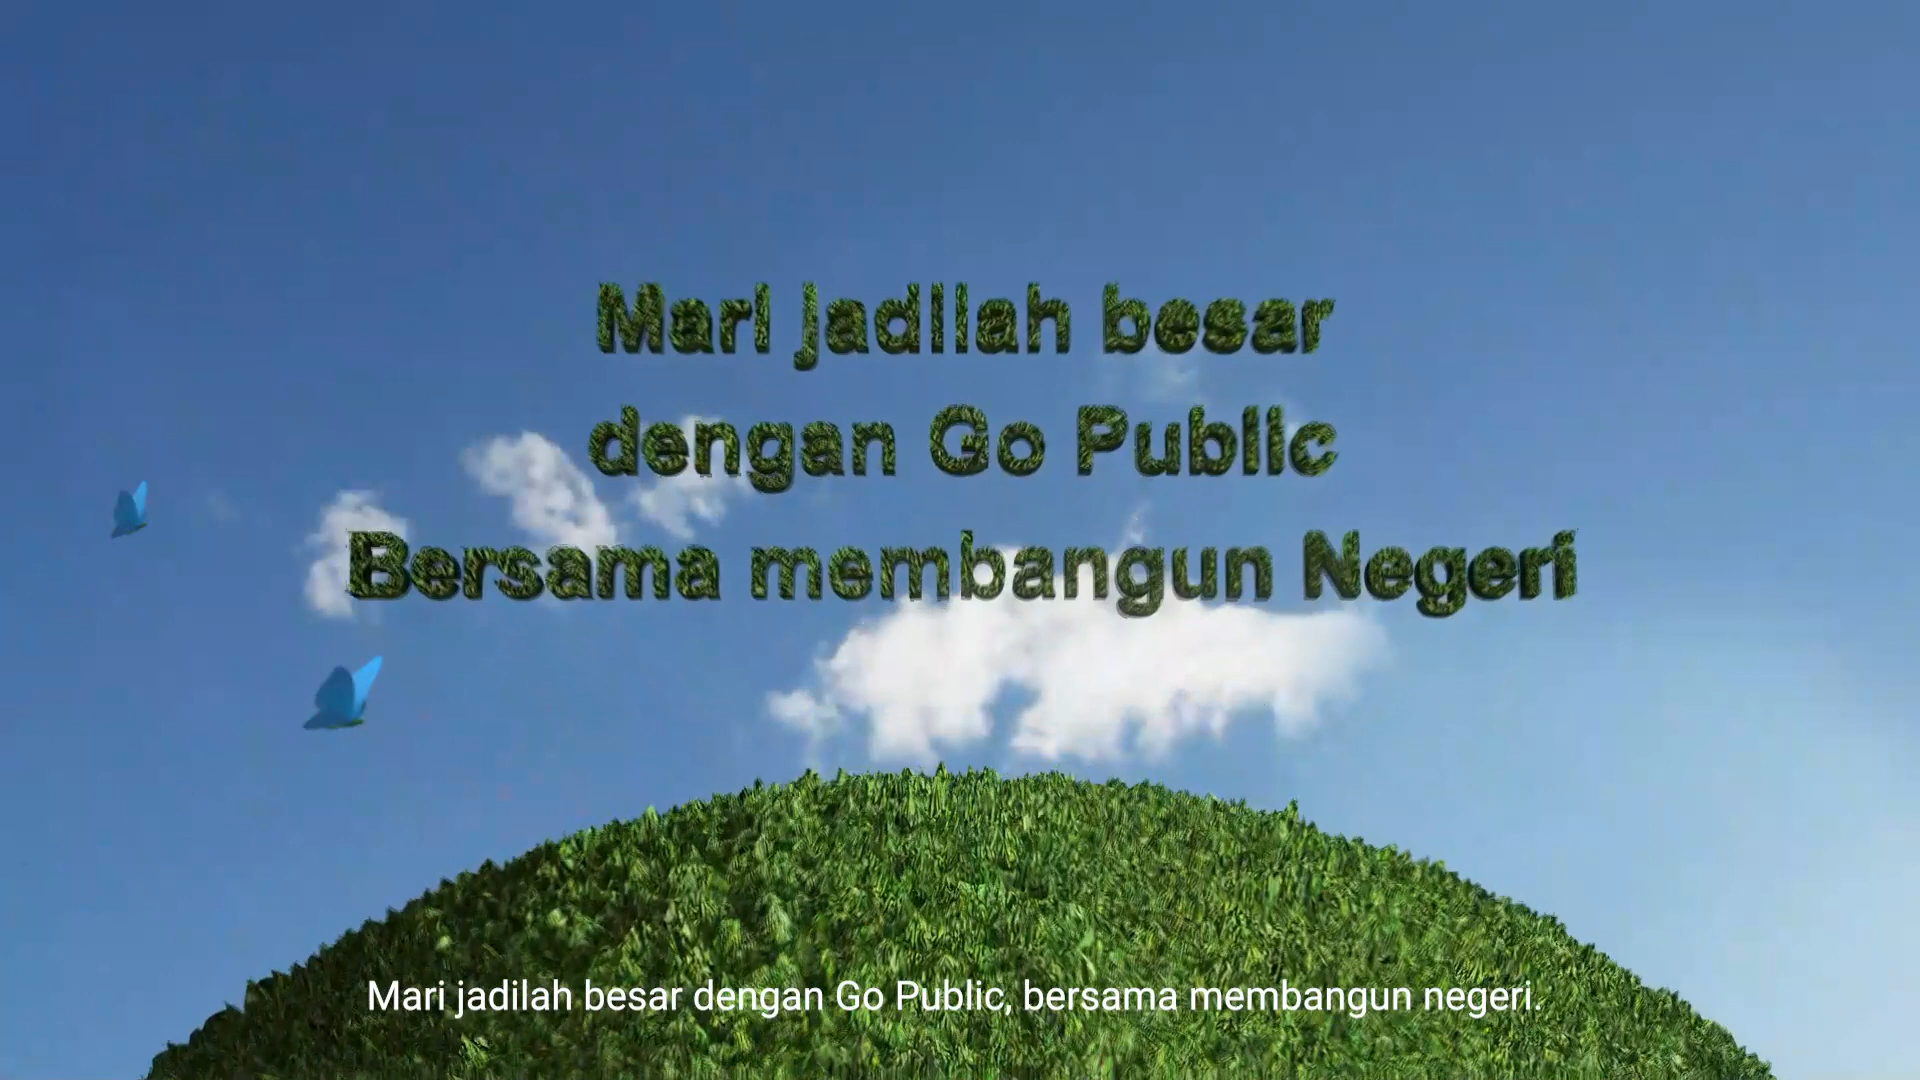 Mari jadilah besar
dengan Go Public
Bersama membangun Negeri
Mari jadilah besar dengan Go Public, bersama membangun negeri.